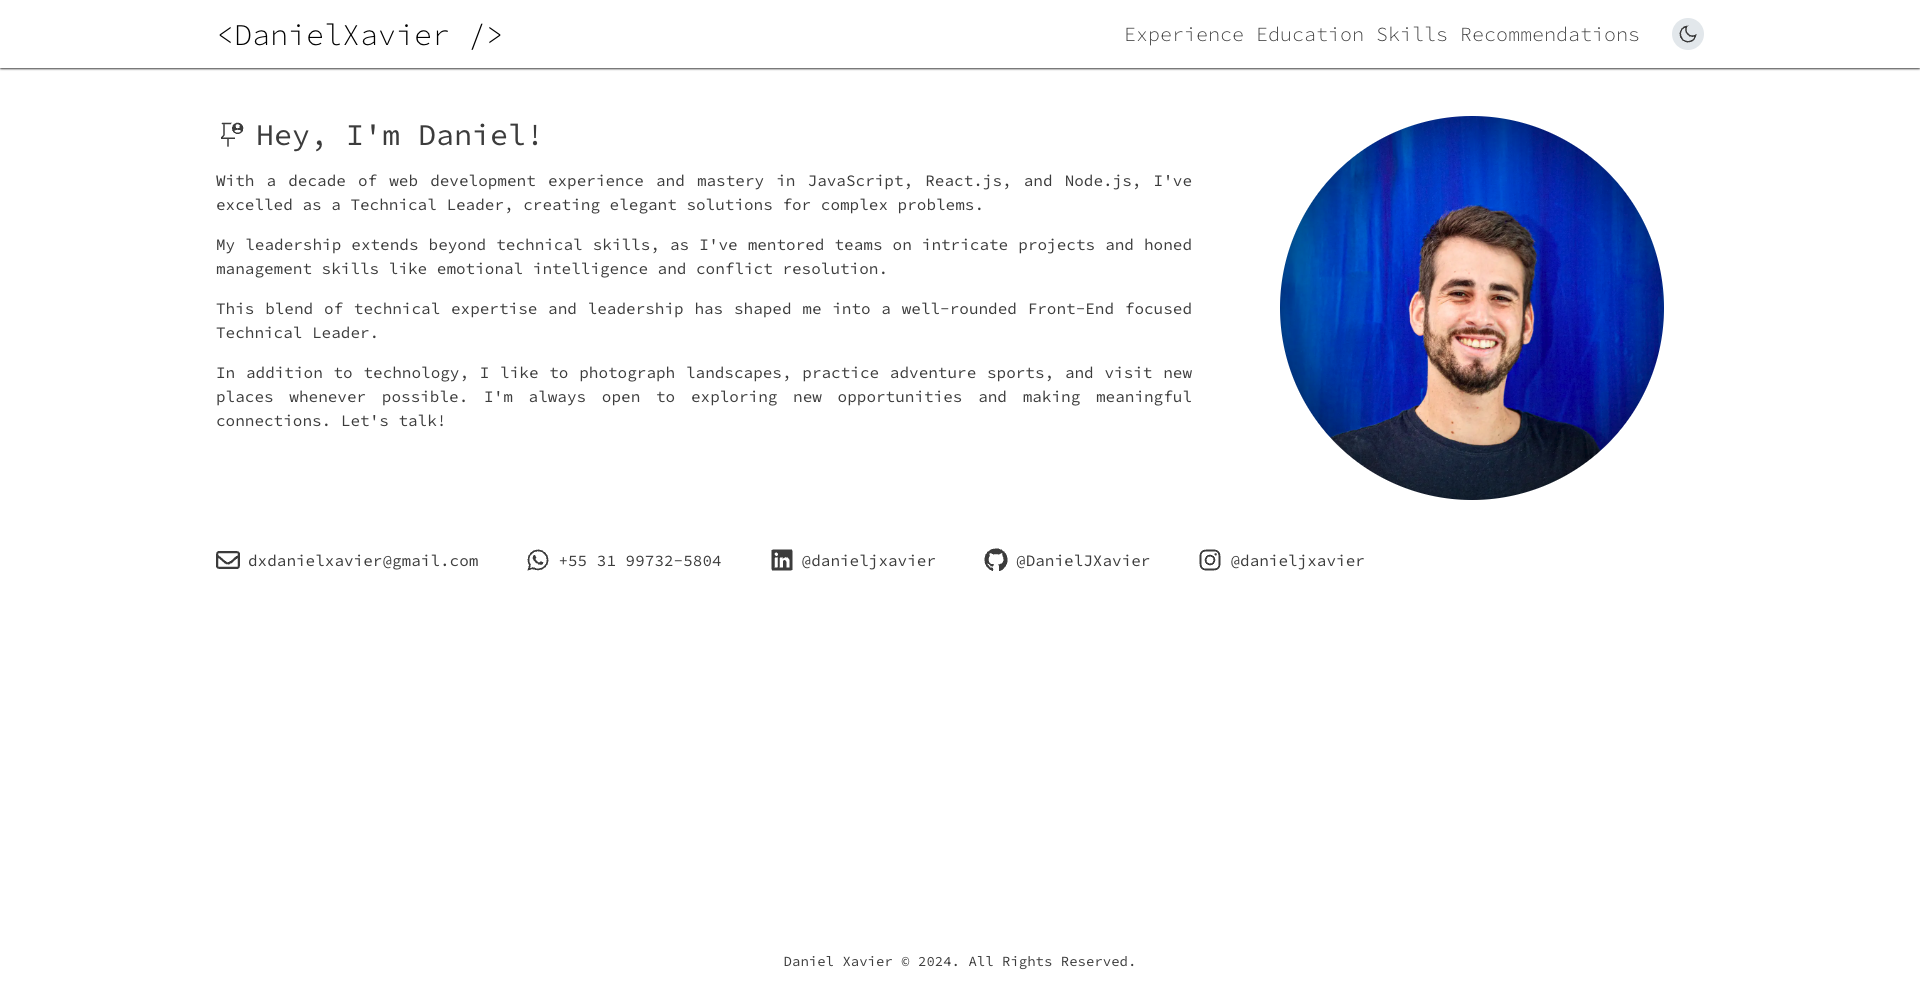 <DanielXavier />
Experience Education Skills Recommendations
Hey, I'm Daniel!
With a decade of web development experience and mastery in JavaScript, React.js, and Node.js, I've
excelled as a Technical Leader, creating elegant solutions for complex problems.
My leadership extends beyond technical skills, as I've mentored teams on intricate projects and honed
management skills like emotional intelligence and conflict resolution.
This blend of technical expertise and leadership has shaped me into a well-rounded Front-End focused
Technical Leader.
In addition to technology, I like to photograph landscapes, practice adventure sports, and visit new
places whenever possible. I'm always open to exploring new opportunities and making meaningful
connections. Let's talk!
dxdanielxavier@gmail.com +55 31 99732-5804 @danieljxavier @DanielJXavier @danieljxavier
Daniel Xavier © 2024. All Rights Reserved.